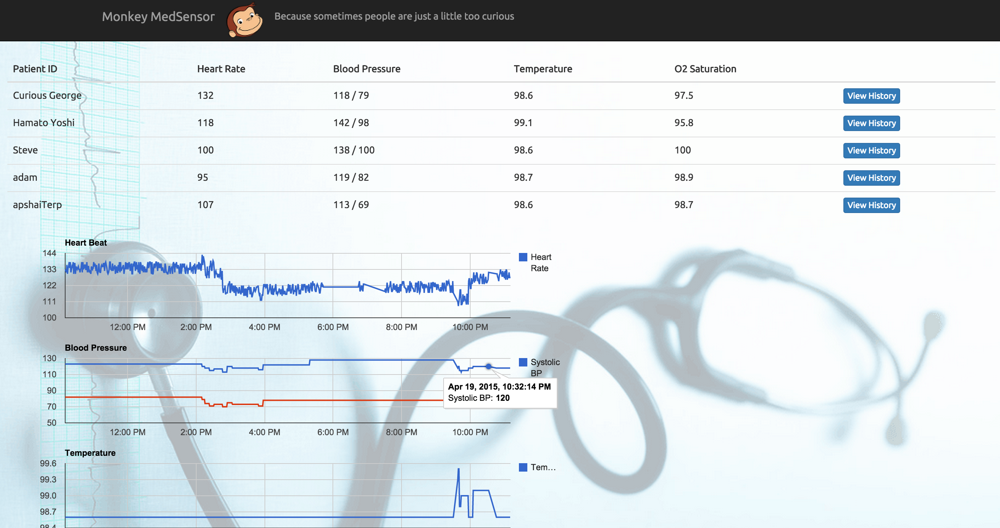 Monkey MedSensor Because sometimes people are just a little too curious
Patient ID Heart Rate Blood Pressure Temperature O2 Saturation
Curious George 132 118 / 79 98.6 97.5 View History
Hamato Yoshi 118 142 / 98 99.1 95.8 View History
Steve 100 138 / 100 98.6 100 View History
adam 95 119 / 82 98.7 98.9 View History
apshaiTerp 107 113 / 69 98.6 98.7 View History
Heart Beat
144
133
122
111
100
12:00 PM 2:00 PM 4:00 PM 6:00 PM 8:00 PM 10:00 PM
Heart
Rate
Blood Pressure
130
110
90
70
50
12:00 PM 2:00 PM 4:00 PM 6:00 PM 8:00 PM 10:00 PM
Systolic
BP
Apr 19, 2015, 10:32:14 PM
Systolic BP: 120
Temperature
99.6
99.3
99.0
98.7
98.4
Tem...